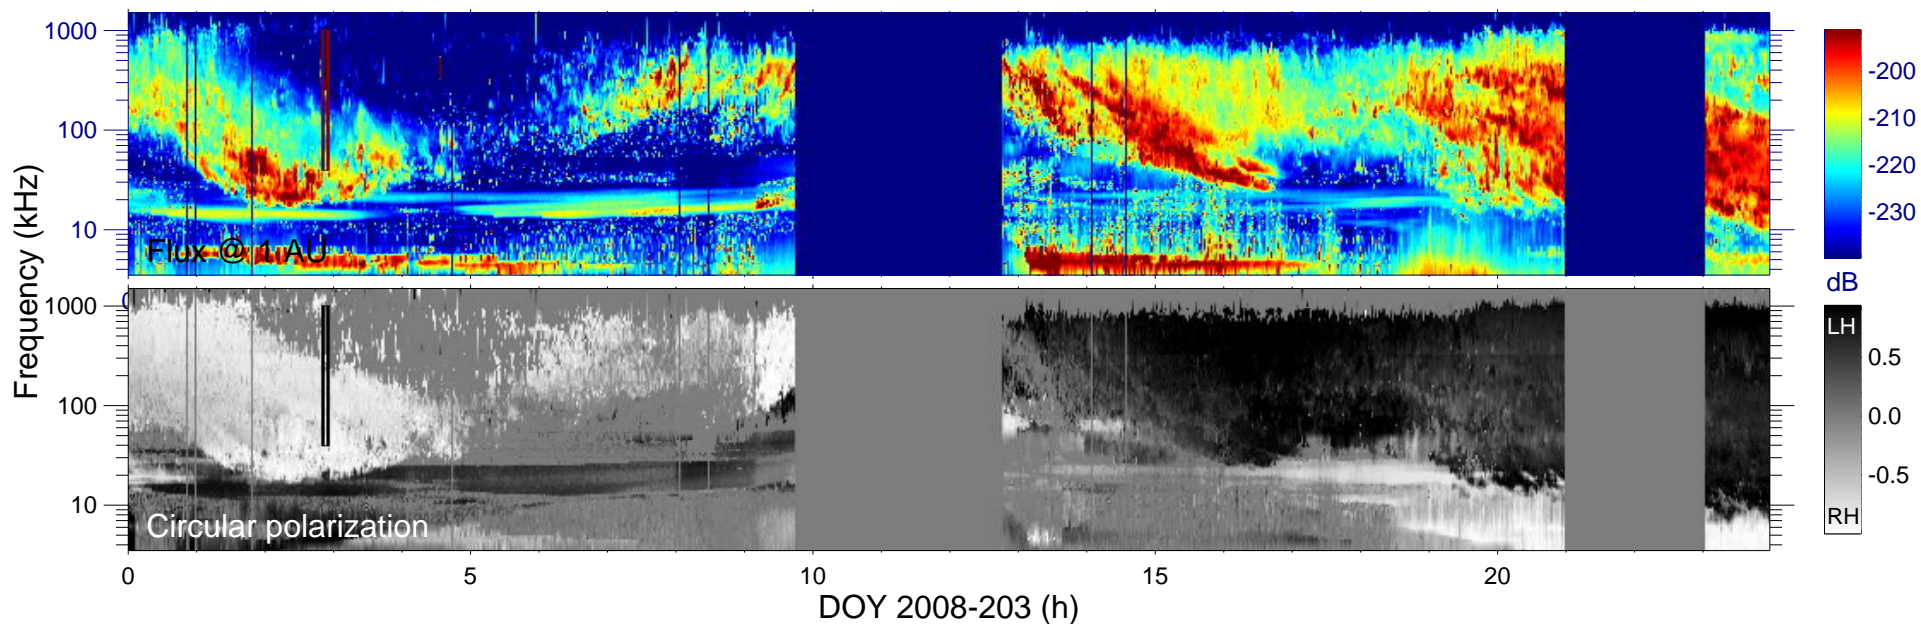 Frequency (kHz)
1000
100
10
Flux @ 1 AU
0
-200
-210
-220
-230
dB
1000
100
10
Circular polarization
LH
0.5
0.0
-0.5
RH
0
5
10
15
20
DOY 2008-203 (h)